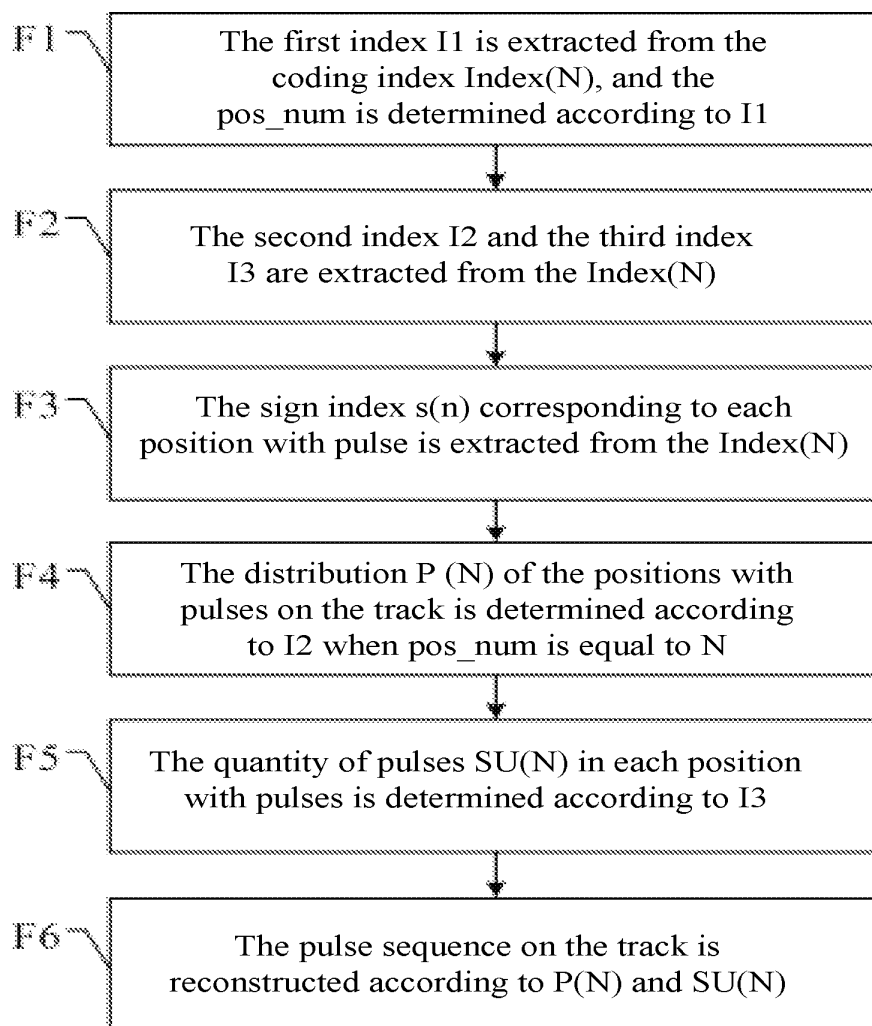 F1
The first index I1 is extracted from the
coding index Index(N), and the
pos_num is determined according to I1
F2
The second index I2 and the third index
I3 are extracted from the Index(N)
F3
The sign index s(n) corresponding to each
position with pulse is extracted from the Index(N)
F4
The distribution P (N) of the positions with
pulses on the track is determined according
to I2 when pos_num is equal to N
F5
The quantity of pulses SU(N) in each position
with pulses is determined according to I3
F6
The pulse sequence on the track is
reconstructed according to P(N) and SU(N)